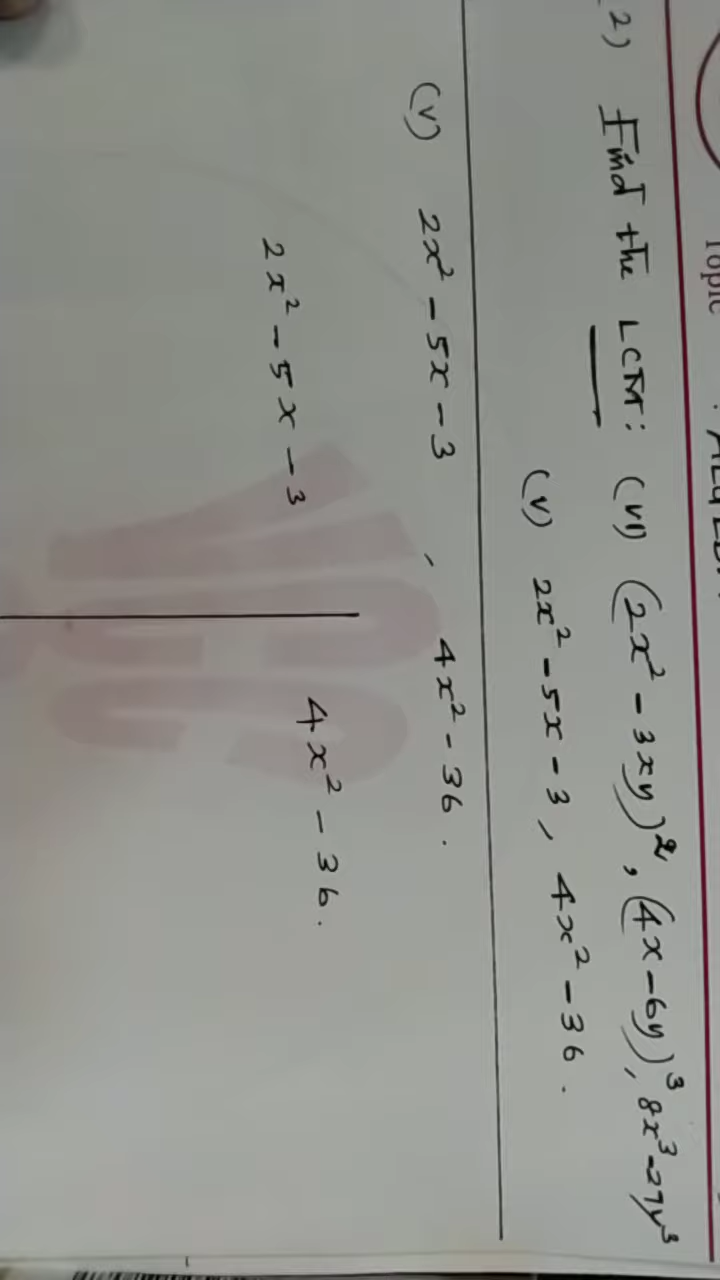 Topic
2) Find the LCM: (vi) (2x² - 3xy)², (4x-6y)³, 8x³-27y³
(v) 2x² - 5x - 3, 4x² - 36.
(v) 2x² - 5x - 3, 4x² - 36.
2x² - 5x - 3 4x² - 36.